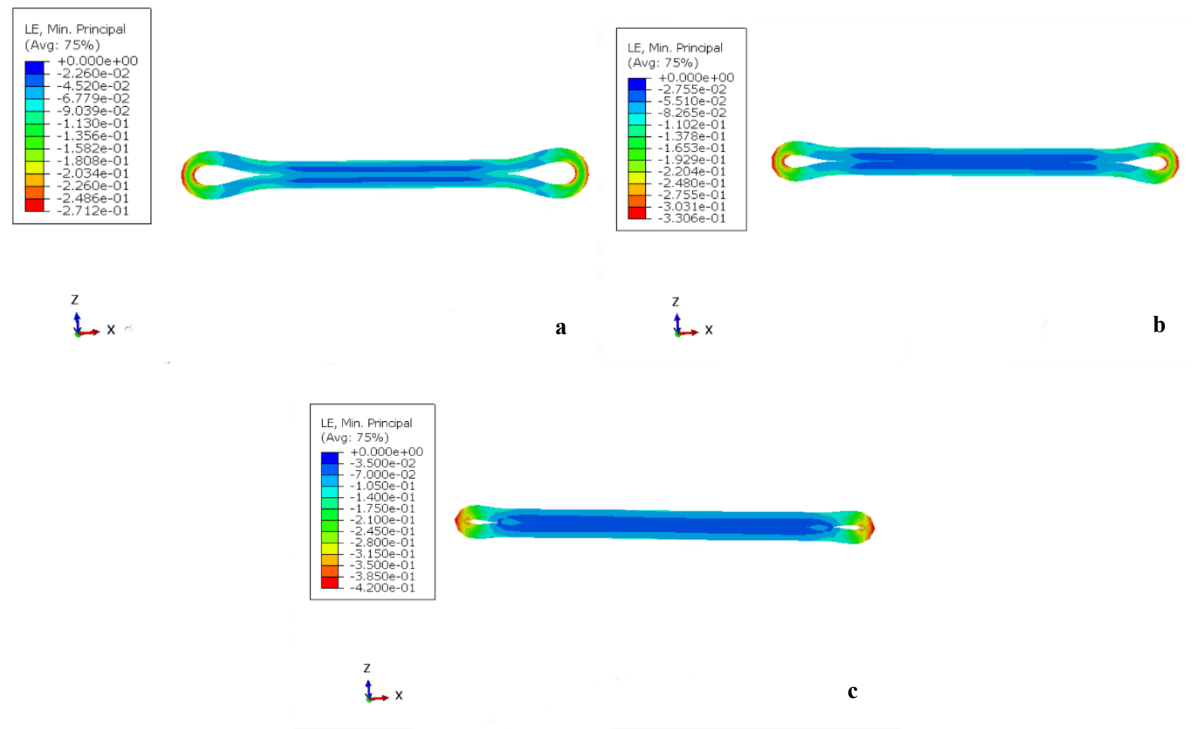 LE, Min. Principal
(Avg: 75%)
+0.000e+00
-2.260e-02
-4.520e-02
-6.779e-02
-9.039e-02
-1.130e-01
-1.356e-01
-1.582e-01
-1.808e-01
-2.034e-01
-2.260e-01
-2.486e-01
-2.712e-01
Z
X
a
LE, Min. Principal
(Avg: 75%)
+0.000e+00
-2.755e-02
-5.510e-02
-8.265e-02
-1.102e-01
-1.378e-01
-1.653e-01
-1.929e-01
-2.204e-01
-2.480e-01
-2.755e-01
-3.031e-01
-3.306e-01
Z
X
b
LE, Min. Principal
(Avg: 75%)
+0.000e+00
-3.500e-02
-7.000e-02
-1.050e-01
-1.400e-01
-1.750e-01
-2.100e-01
-2.450e-01
-2.800e-01
-3.150e-01
-3.500e-01
-3.850e-01
-4.200e-01
Z
X
c